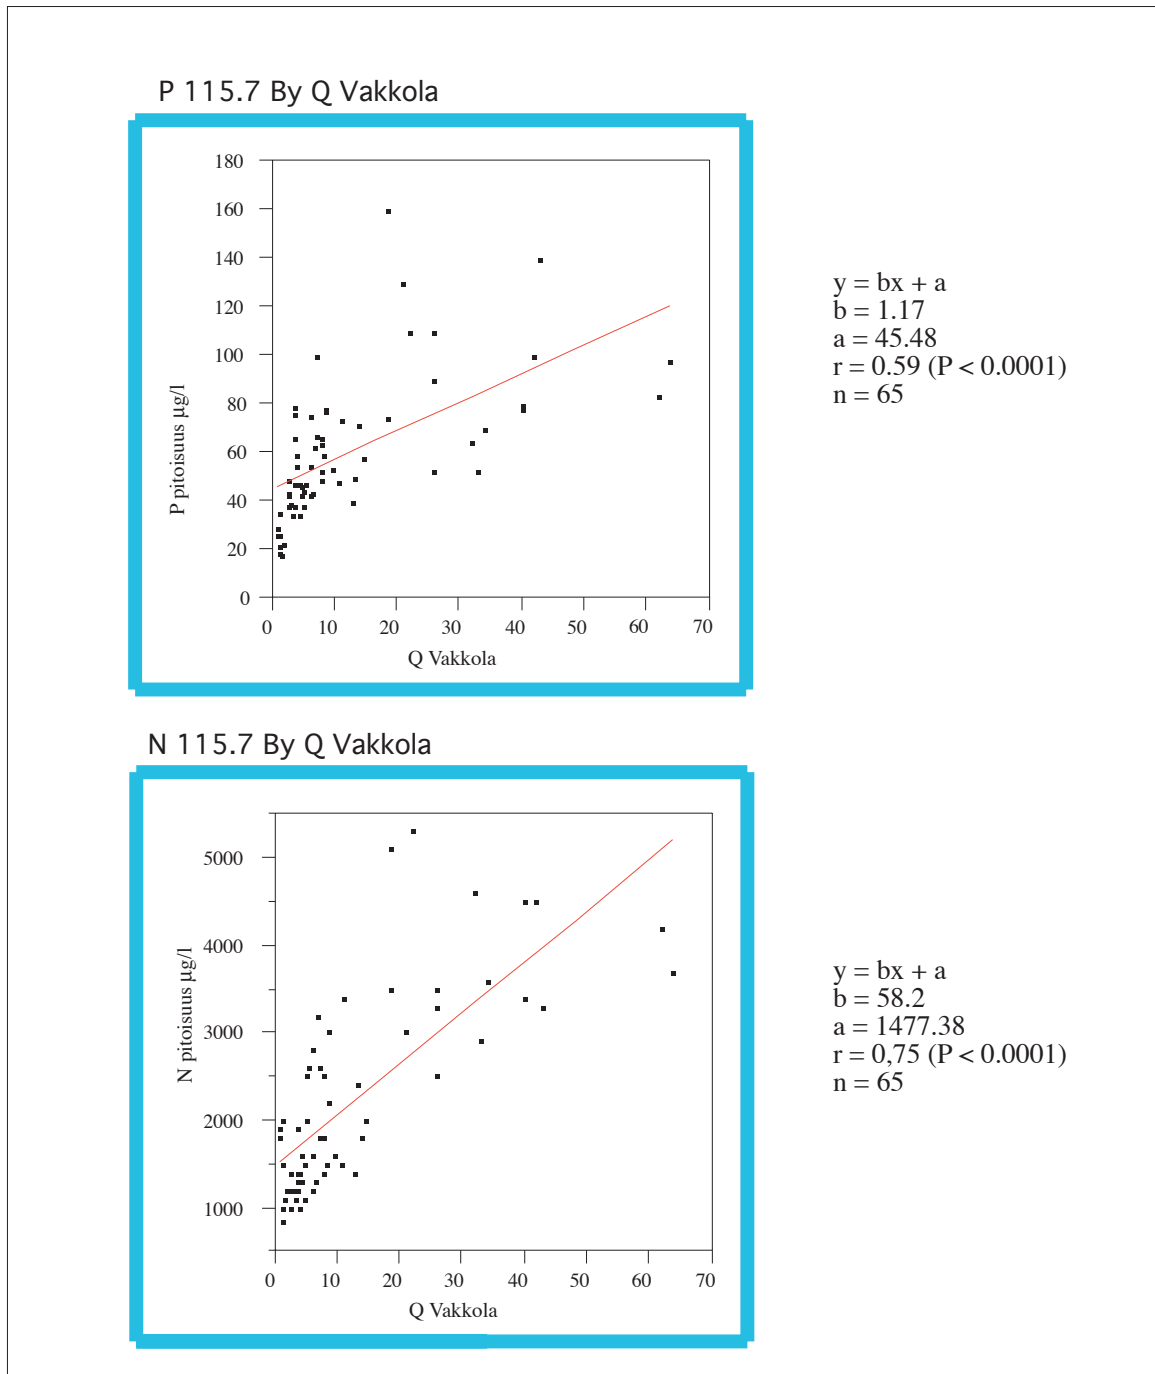 P 115.7 By Q Vakkola
180
160
140
120
100
80
60
40
20
0
P pitoisuus µg/l
0 10 20 30 40 50 60 70
Q Vakkola
y = bx + a
b = 1.17
a = 45.48
r = 0.59 (P < 0.0001)
n = 65
N 115.7 By Q Vakkola
5000
4000
3000
2000
1000
N pitoisuus µg/l
0 10 20 30 40 50 60 70
Q Vakkola
y = bx + a
b = 58.2
a = 1477.38
r = 0,75 (P < 0.0001)
n = 65